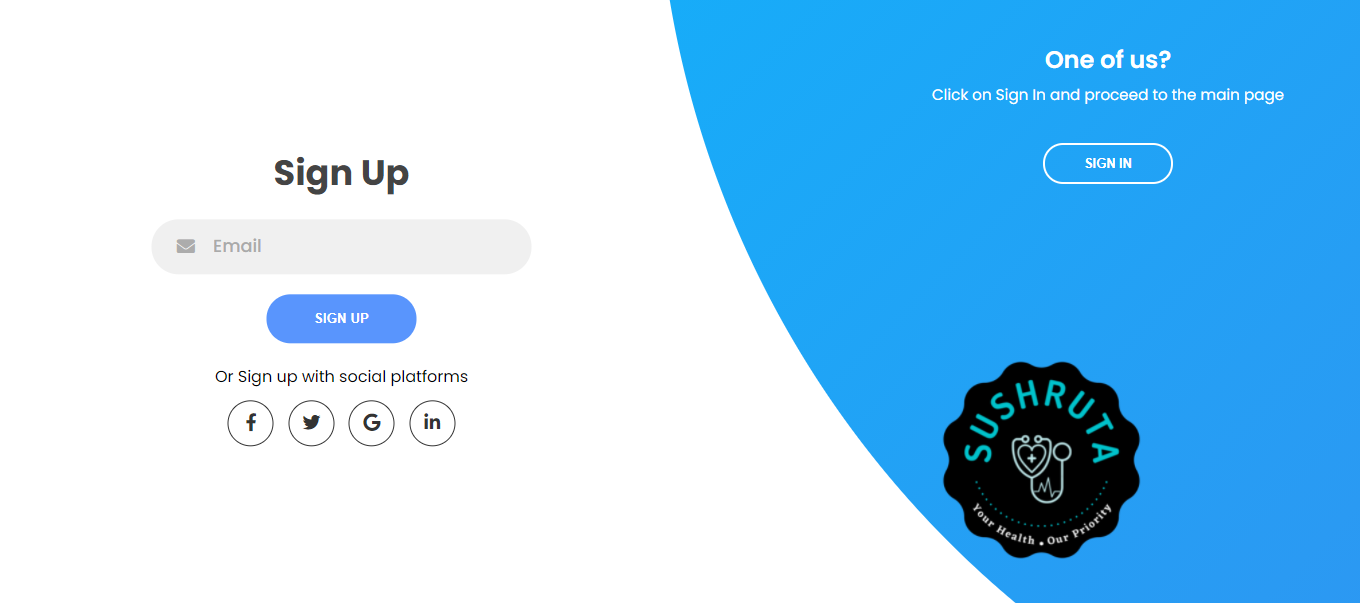 Sign Up
Email
SIGN UP
Or Sign up with social platforms
One of us?
Click on Sign In and proceed to the main page
SIGN IN
SUSHRUTA
Your Health • Our Priority